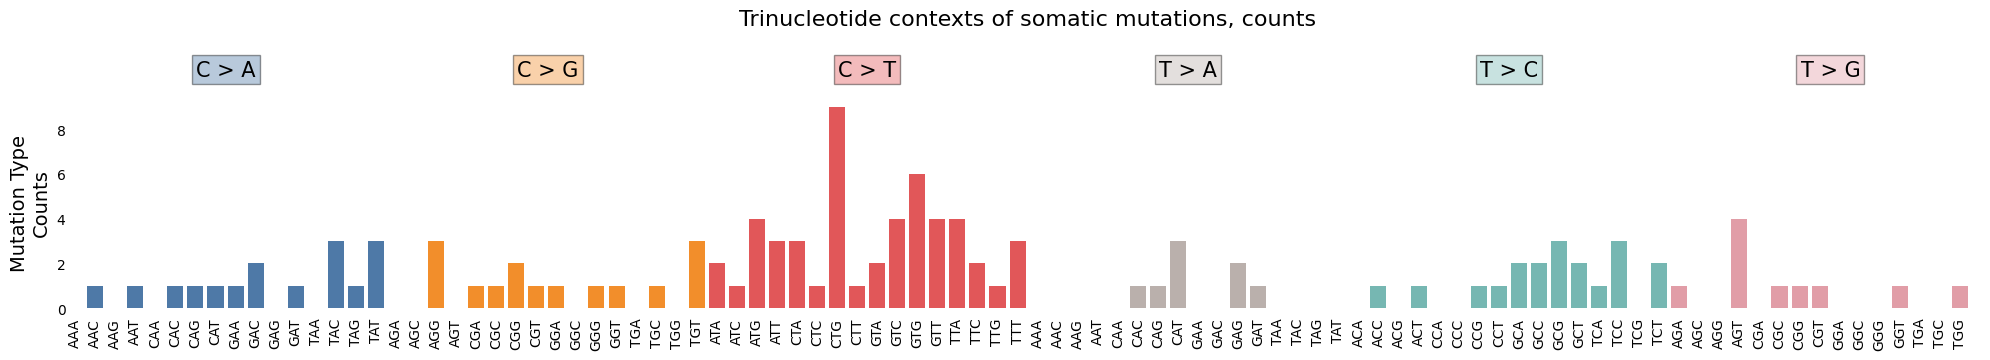 Trinucleotide contexts of somatic mutations, counts
C > A C > G C > T T > A T > C T > G
Mutation Type
Counts
8
6
4
2
0
AAA AAC AAG AAT CAA CAC CAG CAT GAA GAC GAG GAT TAA TAC TAG TAT AGA AGC AGG AGT CGA CGC CGG CGT GGA GGC GGG GGT TGA TGC TGG TGT ATA ATC ATG ATT CTA CTC CTG CTT GTA GTC GTG GTT TTA TTC TTG TTT AAA AAC AAG AAT CAA CAC CAG CAT GAA GAC GAG GAT TAA TAC TAG TAT ACA ACC ACG ACT CCA CCC CCG CCT GCA GCC GCG GCT TCA TCC TCG TCT AGA AGC AGG AGT CGA CGC CGG CGT GGA GGC GGG GGT TGA TGC TGG